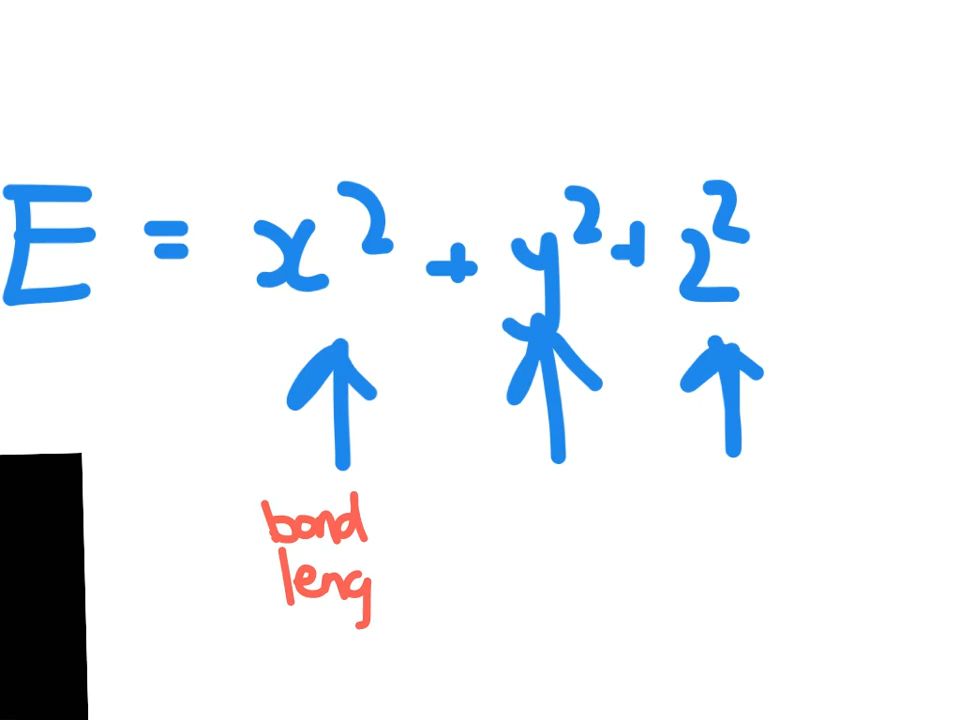 E = x² + y² + z²
bond
leng